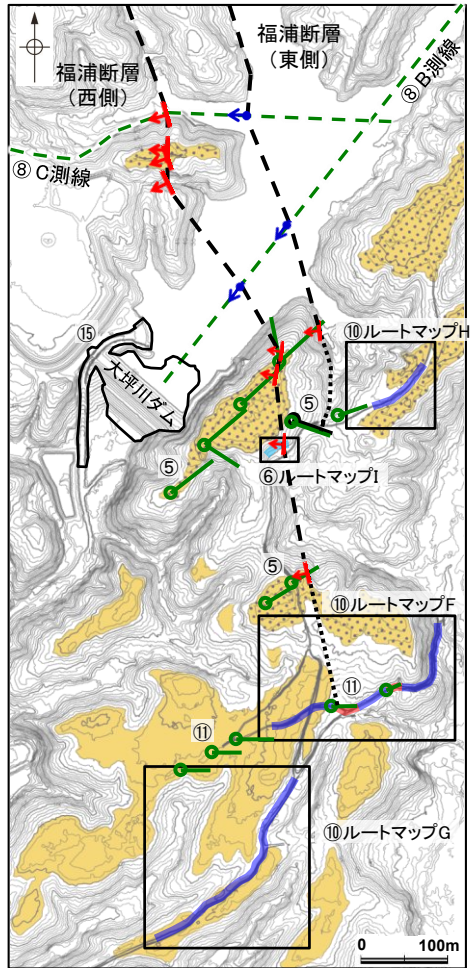 福浦断層
(西側)
福浦断層
(東側)
⑧B測線
⑧C測線
⑮
大坪川ダム
⑩ルートマップH
⑤
⑤
⑥ルートマップI
⑤
⑩ルートマップF
⑪
⑪
⑩ルートマップG
0 100m